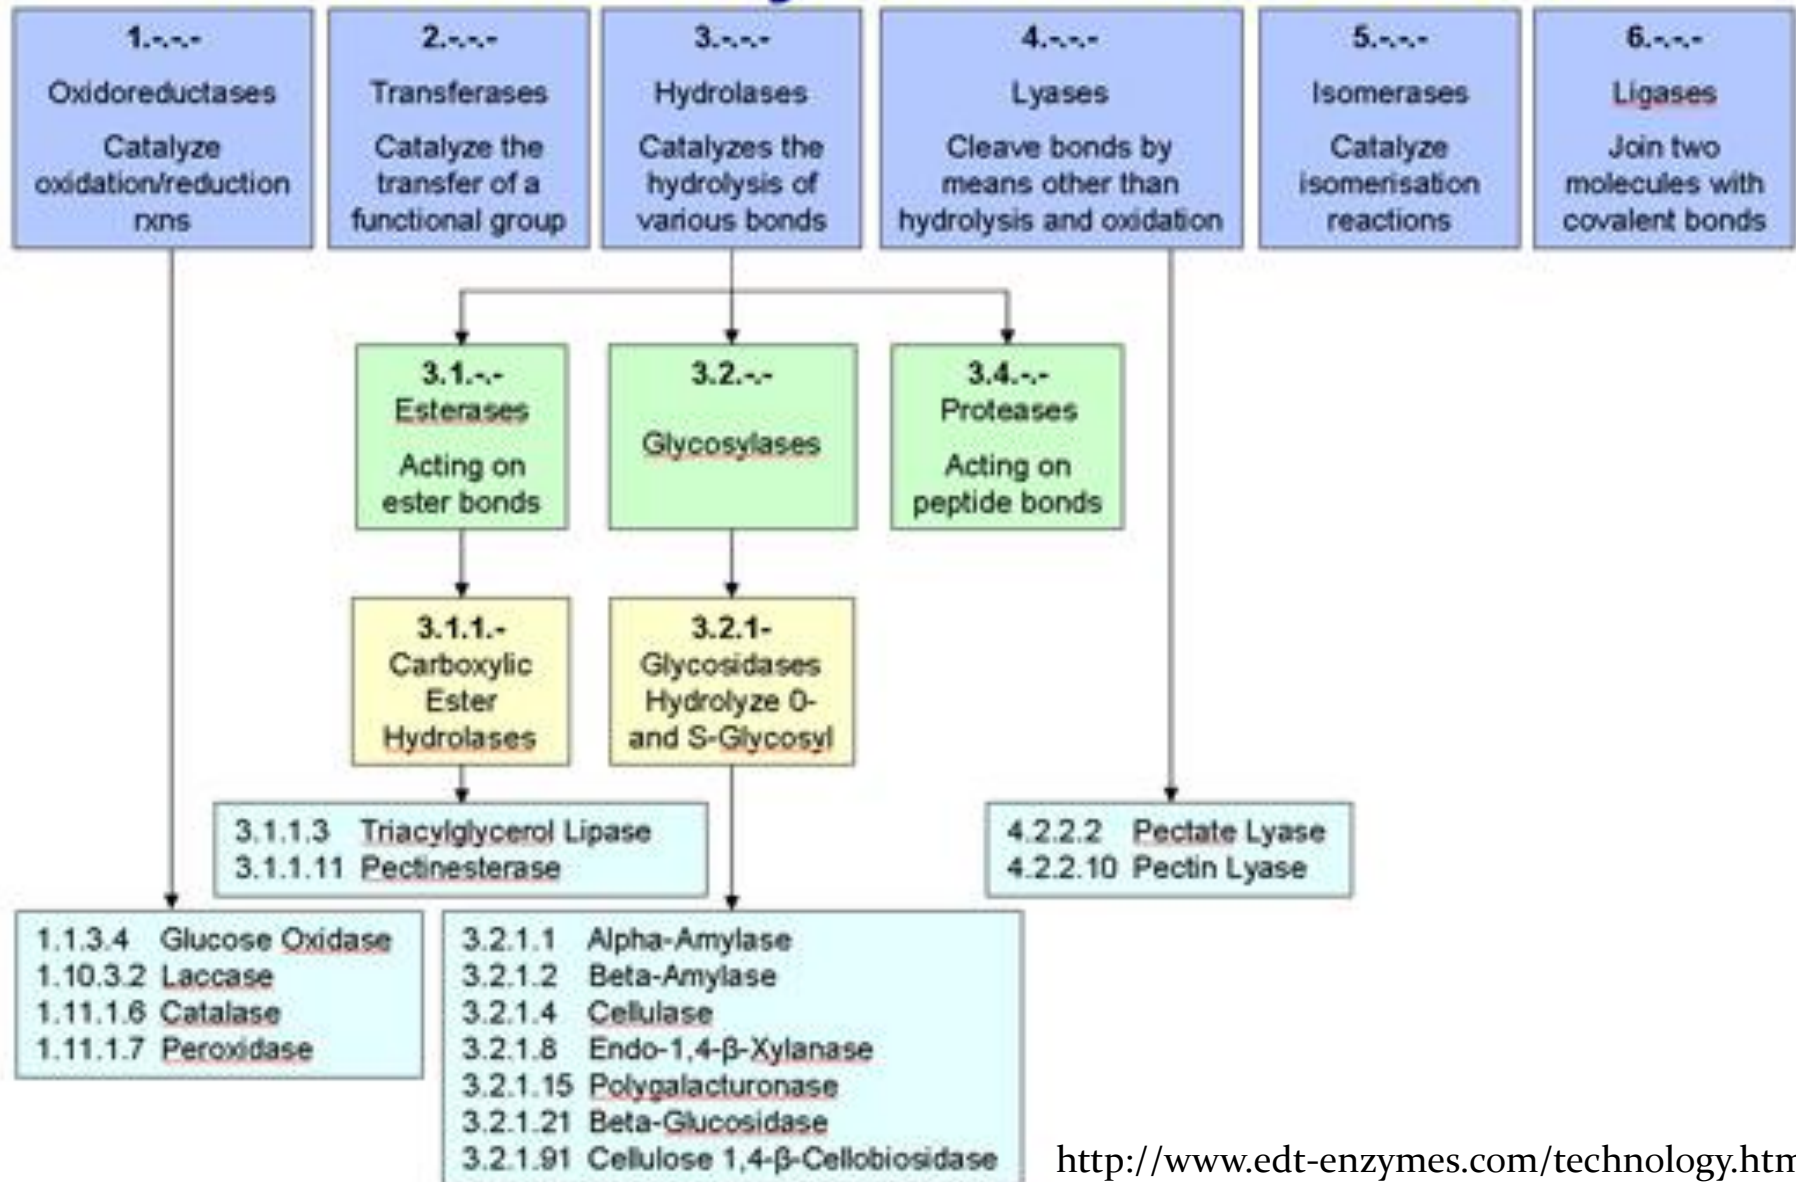 1.-.-.-
Oxidoreductases
Catalyze
oxidation/reduction
rxns
2.-.-.-
Transferases
Catalyze the
transfer of a
functional group
3.-.-.-
Hydrolases
Catalyzes the
hydrolysis of
various bonds
4.-.-.-
Lyases
Cleave bonds by
means other than
hydrolysis and oxidation
5.-.-.-
Isomerases
Catalyze
isomerisation
reactions
6.-.-.-
Ligases
Join two
molecules with
covalent bonds
3.1.-.-
Esterases
Acting on
ester bonds
3.2.-.-
Glycosylases
3.4.-.-
Proteases
Acting on
peptide bonds
3.1.1.-
Carboxylic
Ester
Hydrolases
3.2.1-
Glycosidases
Hydrolyze 0-
and S-Glycosyl
3.1.1.3 Triacylglycerol Lipase
3.1.1.11 Pectinesterase
4.2.2.2 Pectate Lyase
4.2.2.10 Pectin Lyase
1.1.3.4 Glucose Oxidase
1.10.3.2 Laccase
1.11.1.6 Catalase
1.11.1.7 Peroxidase
3.2.1.1 Alpha-Amylase
3.2.1.2 Beta-Amylase
3.2.1.4 Cellulase
3.2.1.8 Endo-1,4-β-Xylanase
3.2.1.15 Polygalacturonase
3.2.1.21 Beta-Glucosidase
3.2.1.91 Cellulose 1,4-β-Cellobiosidase
http://www.edt-enzymes.com/technology.htm